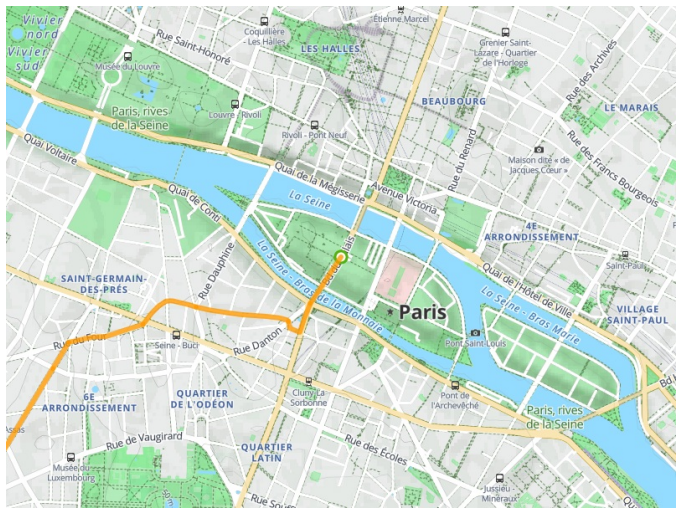 Étienne Marcel
Vivier
nord
Vivier
sud
Coquillière
- Les Halles
Rue Saint-Honoré
LES HALLES
Grenier Saint-
Lazare - Quartier
de l'Horloge
Musée du Louvre
Rue des Archives
BEAUBOURG
LE MARAIS
Paris, rives
de la Seine
Louvre - Rivoli
Rivoli - Pont Neuf
Quai Voltaire
Rue du Renard
Maison dite « de
Jacques Cœur »
Rue des Francs Bourgeois
Quai de la Mégisserie
Avenue Victoria
Quai de Conti
La Seine
4E
ARRONDISSEMENT
Rue Dauphine
La Seine - Bras de la Monnaie
Saint-Paul
SAINT-GERMAIN-
DES-PRÉS
Quai de l'Hôtel de Ville
La Seine - Bras Marie
VILLAGE
SAINT-PAUL
Paris
Rue du Four
Seine - Buci
Rue Danton
Pont Saint-Louis
6E
ARRONDISSEMENT
QUARTIER
DE L'ODÉON
Cluny La
Sorbonne
Pont de
l'Archevêché
Paris, rives
de la Seine
Assas
Rue de Vaugirard
QUARTIER
LATIN
Rue des Écoles
Musée du
Luxembourg
Jussieu
Minéraux